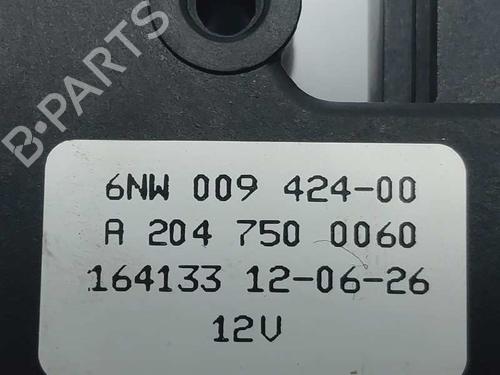 B-PARTS
6NW 009 424-00
A 204 750 0060
164133 12-06-26
12V